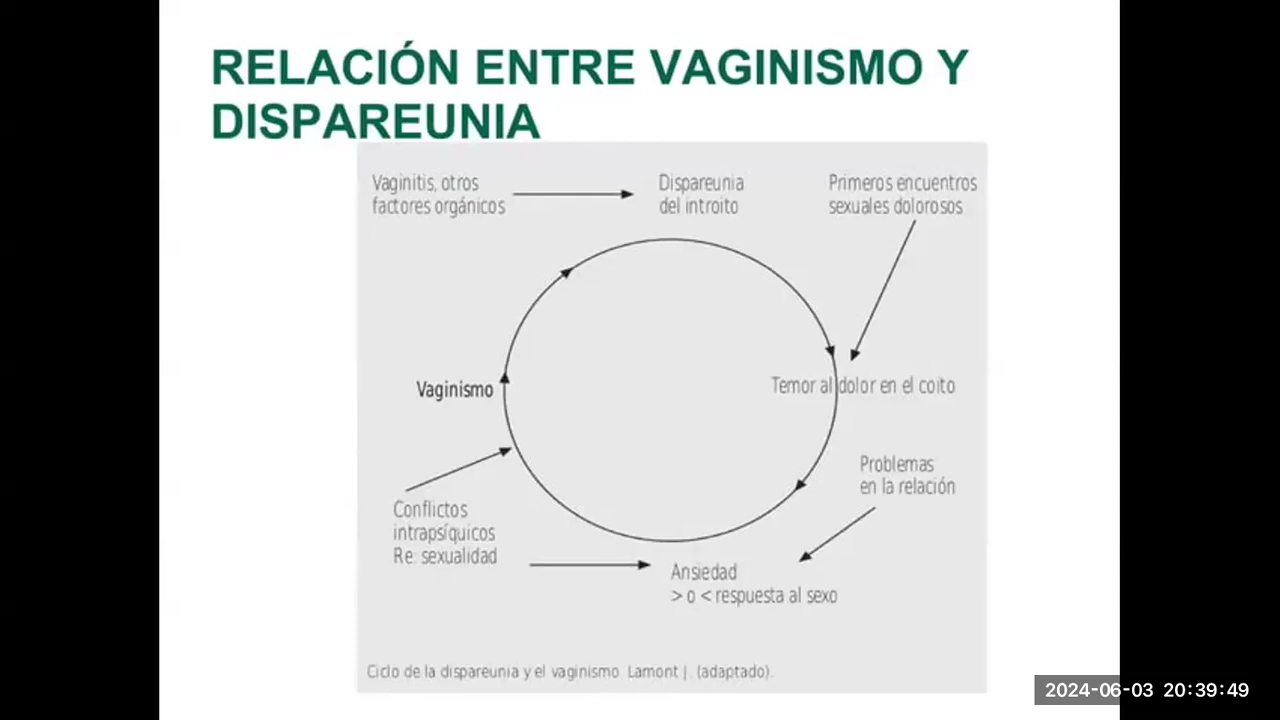 RELACIÓN ENTRE VAGINISMO Y
DISPAREUNIA
Vaginitis, otros
factores orgánicos
Dispareunia
del introito
Primeros encuentros
sexuales dolorosos
Vaginismo
Temor al dolor en el coito
Problemas
en la relación
Conflictos
intrapsíquicos
Re: sexualidad
Ansiedad
> o < respuesta al sexo
Ciclo de la dispareunia y el vaginismo Lamont J. (adaptado).
2024-06-03 20:39:49